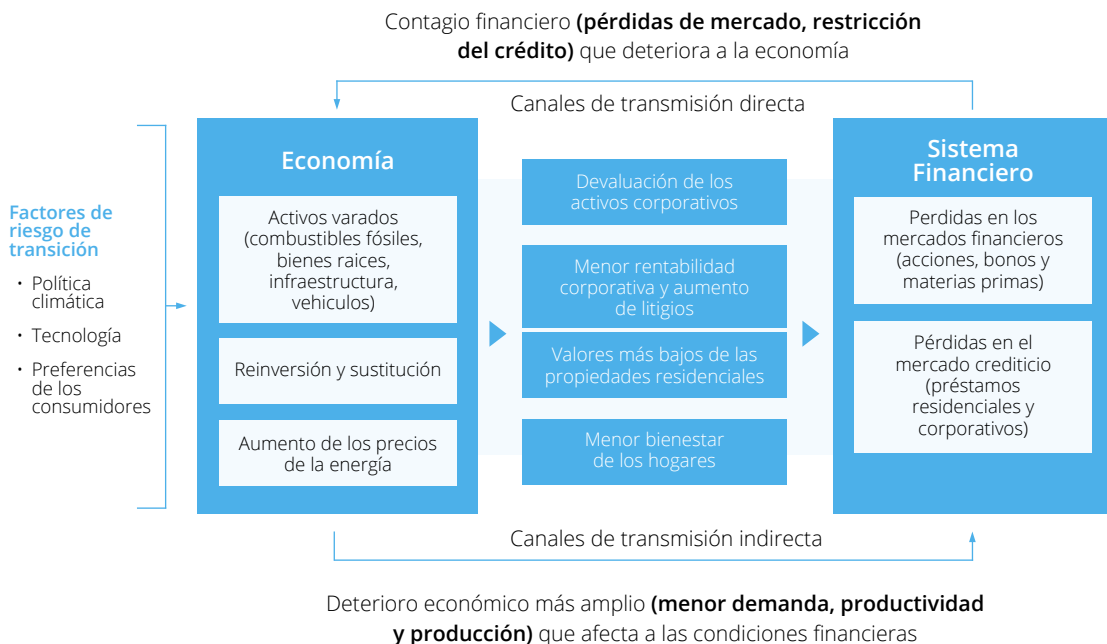 Contagio financiero (pérdidas de mercado, restricción
del crédito) que deteriora a la economía
Canales de transmisión directa
Factores de
riesgo de
transición
· Política
climática
· Tecnología
· Preferencias
de los
consumidores
Economía
Activos varados
(combustibles fósiles,
bienes raices,
infraestructura,
vehiculos)
Reinversión y sustitución
Aumento de los precios
de la energía
Devaluación de los
activos corporativos
Menor rentabilidad
corporativa y aumento
de litigios
Valores más bajos de las
propiedades residenciales
Menor bienestar
de los hogares
Sistema
Financiero
Perdidas en los
mercados financieros
(acciones, bonos y
materias primas)
Pérdidas en el
mercado crediticio
(préstamos
residenciales y
corporativos)
Canales de transmisión indirecta
Deterioro económico más amplio (menor demanda, productividad
y producción) que afecta a las condiciones financieras